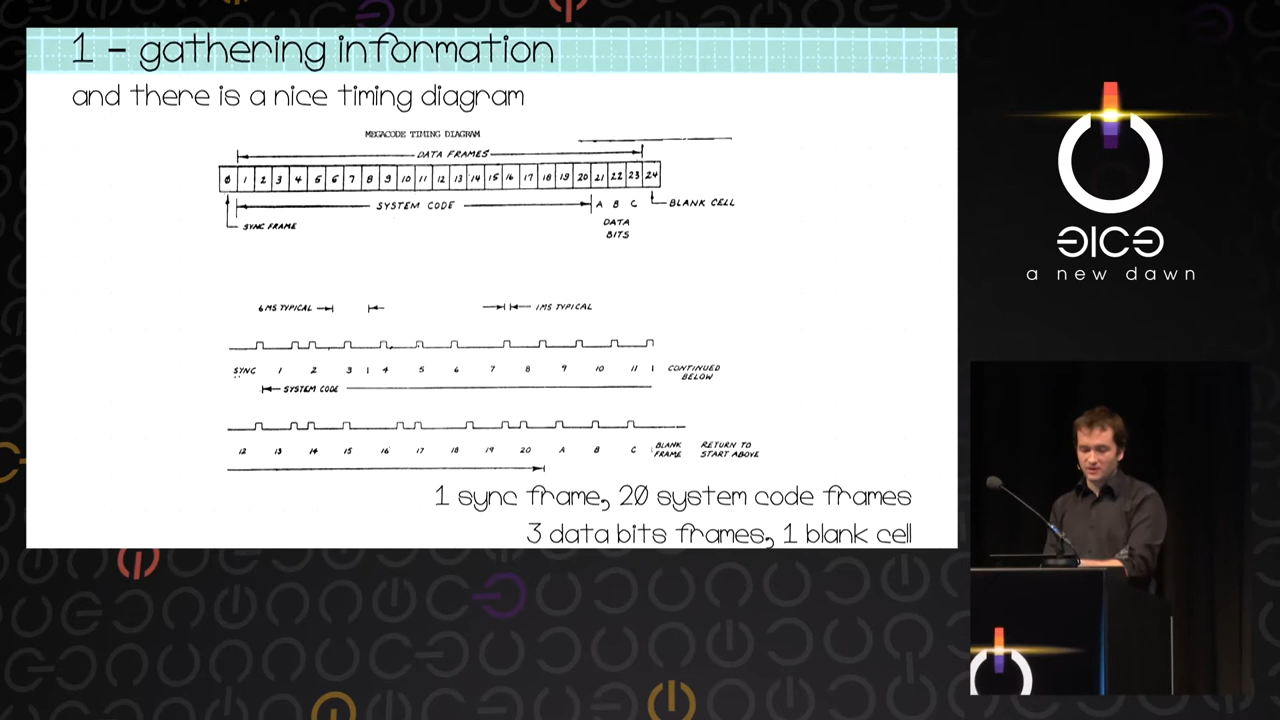 1 - gathering information
and there is a nice timing diagram
MEGACODE TIMING DIAGRAM
DATA FRAMES
0 1 2 3 4 5 6 7 8 9 10 11 12 13 14 15 16 17 18 19 20 21 22 23 24
SYSTEM CODE
A B C
BLANK CELL
DATA
BITS
SYNC FRAME
6 MS TYPICAL
1 MS TYPICAL
SYNC 1 2 3 4 5 6 7 8 9 10 11
CONTINUED
BELOW
SYSTEM CODE
12 13 14 15 16 17 18 19 20 A B C
BLANK
FRAME
RETURN TO
START ABOVE
1 sync frame, 20 system code frames
3 data bits frames, 1 blank cell
a new dawn